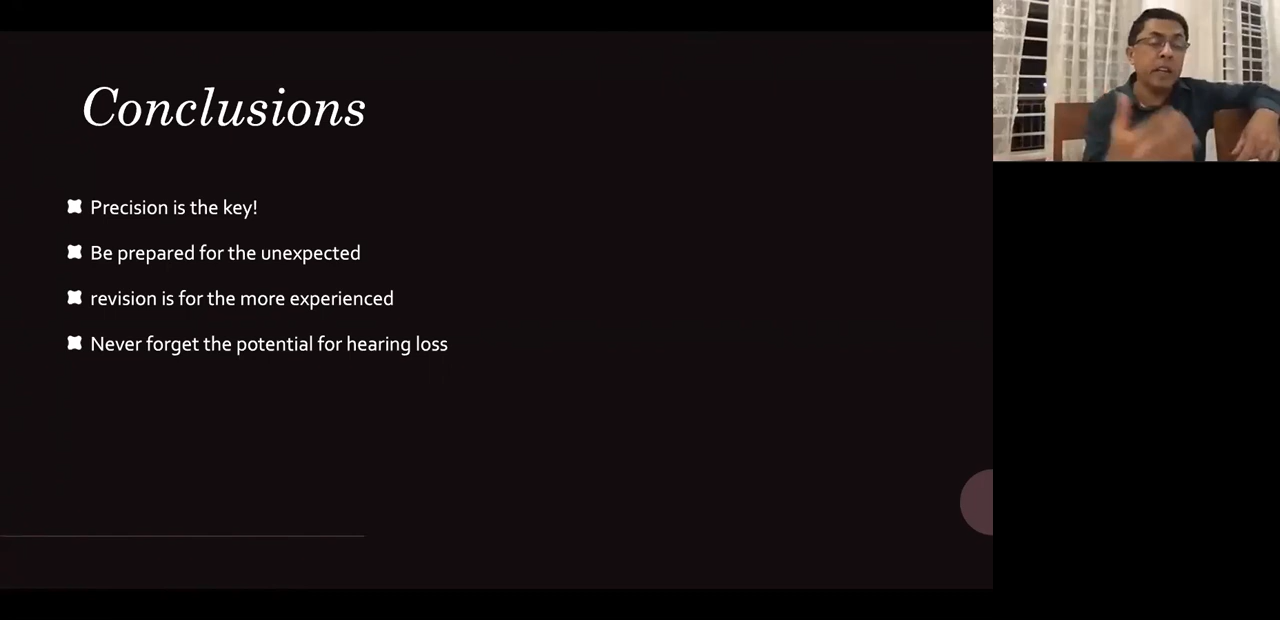 Conclusions
Precision is the key!
Be prepared for the unexpected
revision is for the more experienced
Never forget the potential for hearing loss